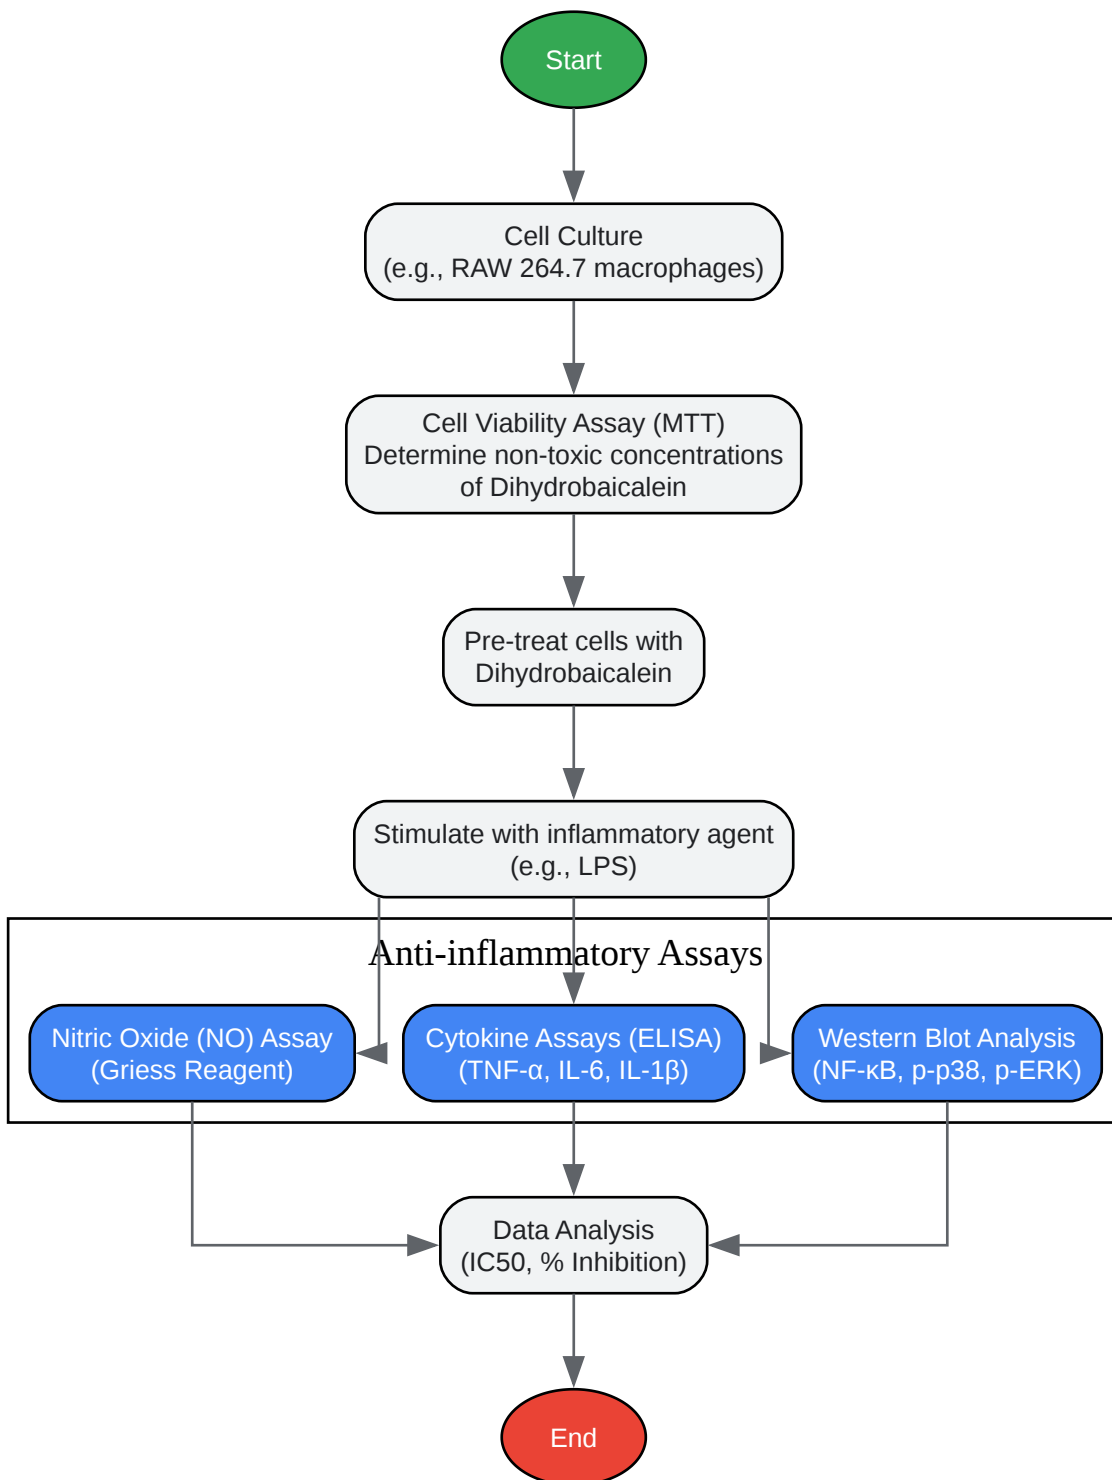 Start
Cell Culture
(e.g., RAW 264.7 macrophages)
Cell Viability Assay (MTT)
Determine non-toxic concentrations
of Dihydrobaicalein
Pre-treat cells with
Dihydrobaicalein
Stimulate with inflammatory agent
(e.g., LPS)
Anti-inflammatory Assays
Nitric Oxide (NO) Assay
(Griess Reagent)
Cytokine Assays (ELISA)
(TNF-α, IL-6, IL-1β)
Western Blot Analysis
(NF-κB, p-p38, p-ERK)
Data Analysis
(IC50, % Inhibition)
End